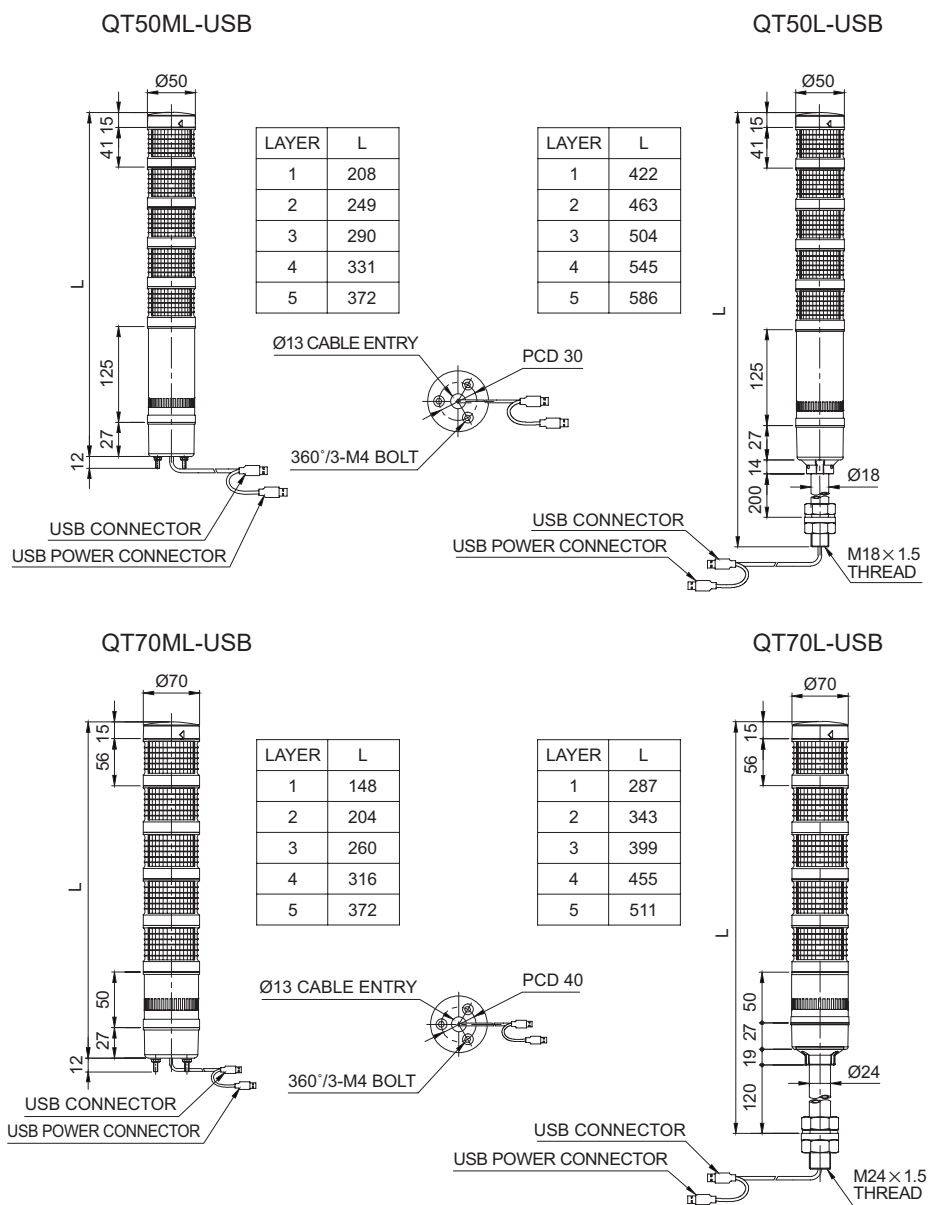 QT50ML-USB
Ø50
15
41
L
125
27
12
USB CONNECTOR
USB POWER CONNECTOR
LAYER L
1 208
2 249
3 290
4 331
5 372
Ø13 CABLE ENTRY
PCD 30
360°/3-M4 BOLT
QT50L-USB
LAYER L
1 422
2 463
3 504
4 545
5 586
Ø50
15
41
L
125
27
14
200
Ø18
USB CONNECTOR
USB POWER CONNECTOR
M18×1.5
THREAD
QT70ML-USB
Ø70
15
56
L
50
27
12
USB CONNECTOR
USB POWER CONNECTOR
LAYER L
1 148
2 204
3 260
4 316
5 372
Ø13 CABLE ENTRY
PCD 40
360°/3-M4 BOLT
QT70L-USB
LAYER L
1 287
2 343
3 399
4 455
5 511
Ø70
15
56
L
50
27
19
120
Ø24
USB CONNECTOR
USB POWER CONNECTOR
M24×1.5
THREAD